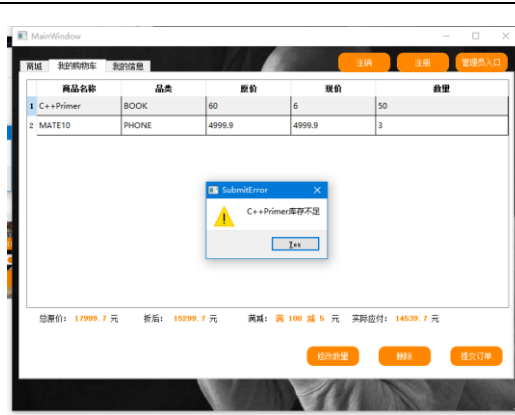 MainWindow
商城 我的购物车 我的信息 注销 注册 管理员入口
商品名称 品类 原价 现价 数量
1 C++Primer BOOK 60 6 50
2 MATE10 PHONE 4999.9 4999.9 3
SubmitError
C++Primer库存不足
Yes
总原价: 17999.7 元 折后: 15299.7 元 满减: 满 100 减 5 元 实际应付: 14539.7 元
修改数量 删除 提交订单